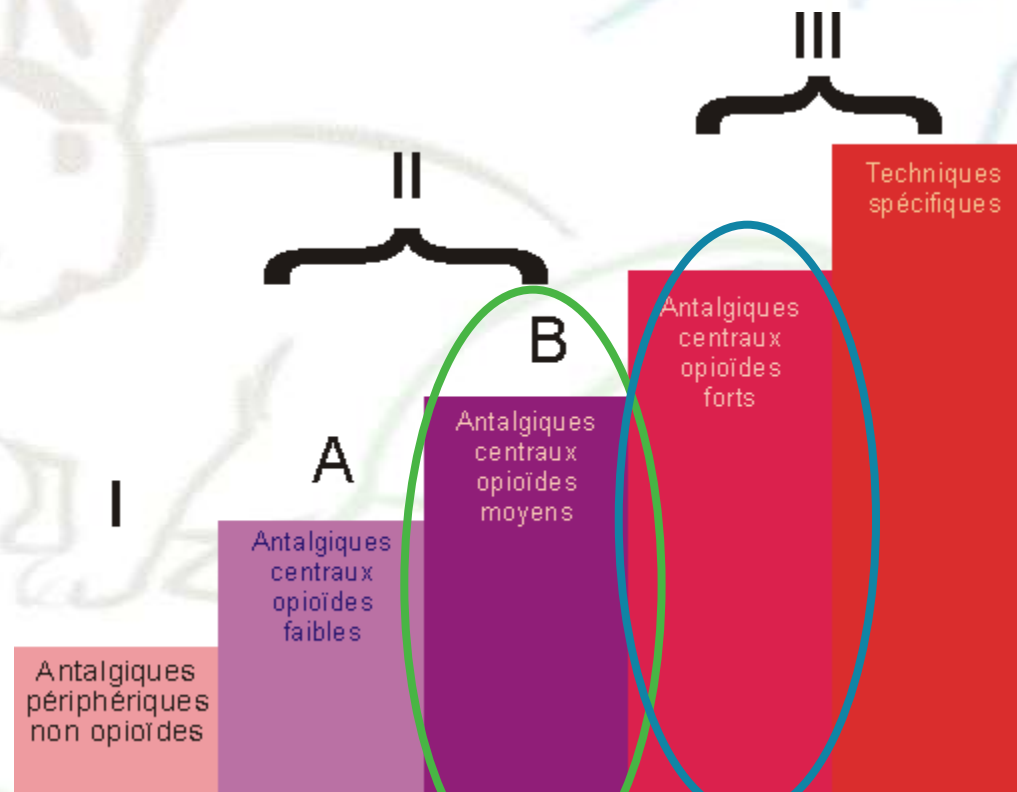 I
Antalgiques
périphériques
non opioïdes
II
A
Antalgiques
centraux
opioïdes
faibles
B
Antalgiques
centraux
opioïdes
moyens
III
Antalgiques
centraux
opioïdes
forts
Techniques
spécifiques